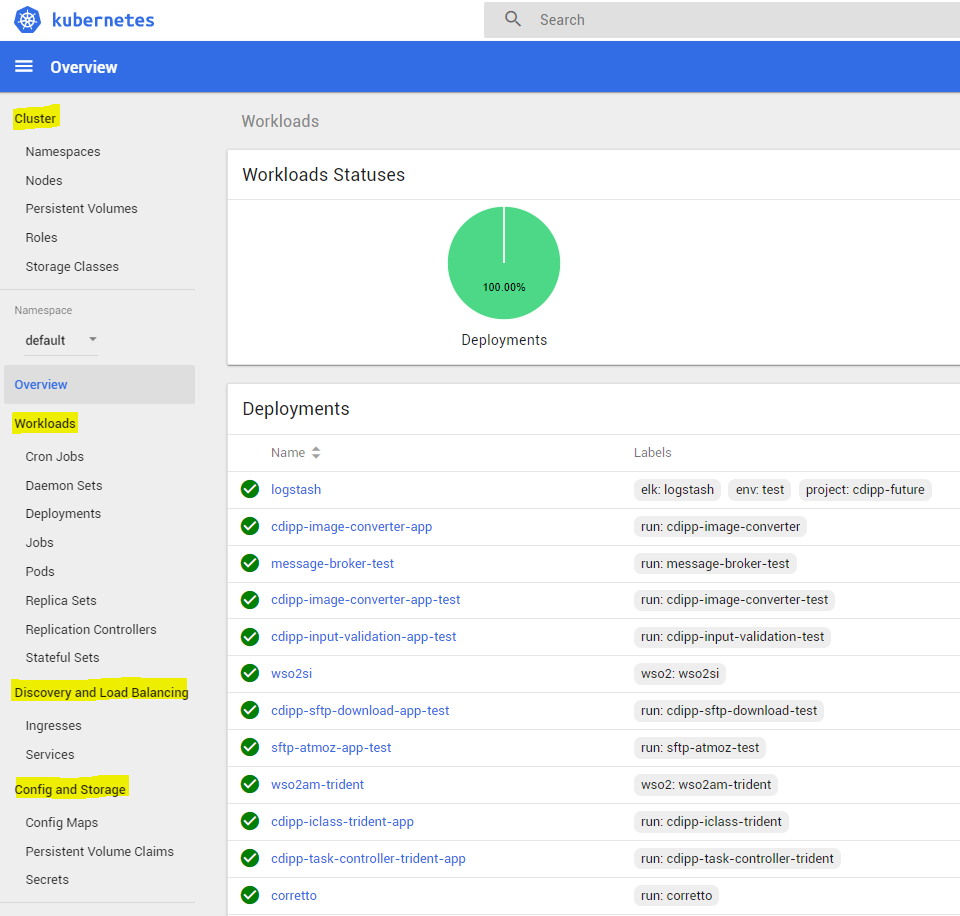 kubernetes
Search
Overview
Cluster
Namespaces
Nodes
Persistent Volumes
Roles
Storage Classes
Namespace
default
Overview
Workloads
Cron Jobs
Daemon Sets
Deployments
Jobs
Pods
Replica Sets
Replication Controllers
Stateful Sets
Discovery and Load Balancing
Ingresses
Services
Config and Storage
Config Maps
Persistent Volume Claims
Secrets
Workloads
Workloads Statuses
100.00%
Deployments
Deployments
Name Labels
logstash elk: logstash env: test project: cdipp-future
cdipp-image-converter-app run: cdipp-image-converter
message-broker-test run: message-broker-test
cdipp-image-converter-app-test run: cdipp-image-converter-test
cdipp-input-validation-app-test run: cdipp-input-validation-test
wso2si wso2: wso2si
cdipp-sftp-download-app-test run: cdipp-sftp-download-test
sftp-atmoz-app-test run: sftp-atmoz-test
wso2am-trident wso2: wso2am-trident
cdipp-iclass-trident-app run: cdipp-iclass-trident
cdipp-task-controller-trident-app run: cdipp-task-controller-trident
corretto run: corretto